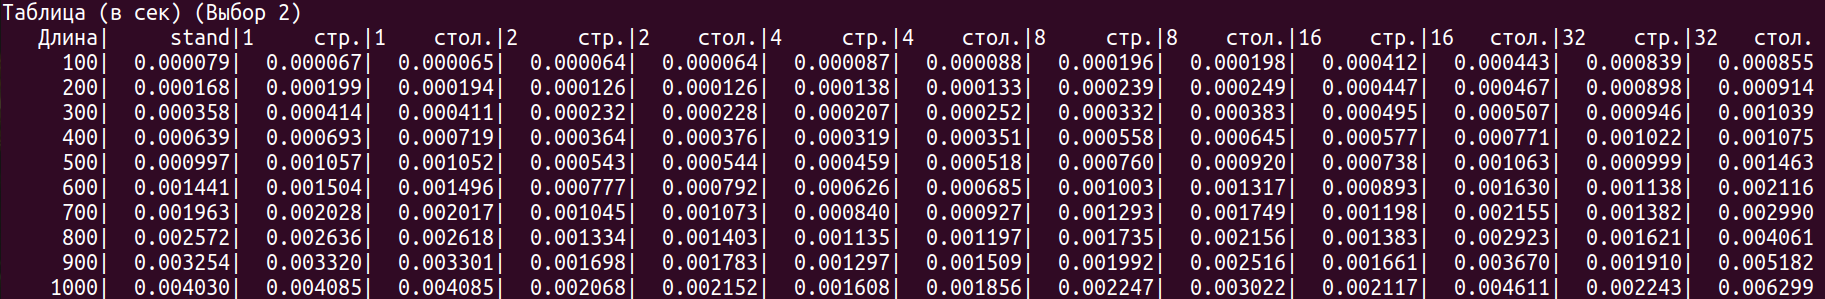 Таблица (в сек) (Выбор 2)
Длина|     stand|1     стр.|1    стол.|2     стр.|2    стол.|4     стр.|4    стол.|8     стр.|8    стол.|16    стр.|16   стол.|32    стр.|32   стол.
100|  0.000079|  0.000067|  0.000065|  0.000064|  0.000064|  0.000087|  0.000088|  0.000196|  0.000198|  0.000412|  0.000443|  0.000839|  0.000855
200|  0.000168|  0.000199|  0.000194|  0.000126|  0.000126|  0.000138|  0.000133|  0.000239|  0.000249|  0.000447|  0.000467|  0.000898|  0.000914
300|  0.000358|  0.000414|  0.000411|  0.000232|  0.000228|  0.000207|  0.000252|  0.000332|  0.000383|  0.000495|  0.000507|  0.000946|  0.001039
400|  0.000639|  0.000693|  0.000719|  0.000364|  0.000376|  0.000319|  0.000351|  0.000558|  0.000645|  0.000577|  0.000771|  0.001022|  0.001075
500|  0.000997|  0.001057|  0.001052|  0.000543|  0.000544|  0.000459|  0.000518|  0.000760|  0.000920|  0.000738|  0.001063|  0.000999|  0.001463
600|  0.001441|  0.001504|  0.001496|  0.000777|  0.000792|  0.000626|  0.000685|  0.001003|  0.001317|  0.000893|  0.001630|  0.001138|  0.002116
700|  0.001963|  0.002028|  0.002017|  0.001045|  0.001073|  0.000840|  0.000927|  0.001293|  0.001749|  0.001198|  0.002155|  0.001382|  0.002990
800|  0.002572|  0.002636|  0.002618|  0.001334|  0.001403|  0.001135|  0.001197|  0.001735|  0.002156|  0.001383|  0.002923|  0.001621|  0.004061
900|  0.003254|  0.003320|  0.003301|  0.001698|  0.001783|  0.001297|  0.001509|  0.001992|  0.002516|  0.001661|  0.003670|  0.001910|  0.005182
1000|  0.004030|  0.004085|  0.004085|  0.002068|  0.002152|  0.001608|  0.001856|  0.002247|  0.003022|  0.002117|  0.004611|  0.002243|  0.006299